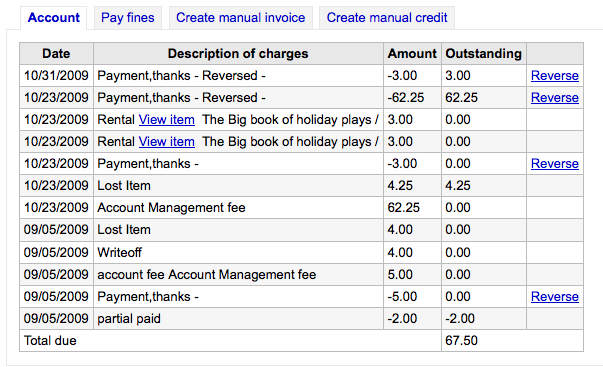 Account Pay fines Create manual invoice Create manual credit
Date Description of charges Amount Outstanding
10/31/2009 Payment,thanks - Reversed - -3.00 3.00 Reverse
10/23/2009 Payment,thanks - Reversed - -62.25 62.25 Reverse
10/23/2009 Rental View item The Big book of holiday plays / 3.00 0.00
10/23/2009 Rental View item The Big book of holiday plays / 3.00 0.00
10/23/2009 Payment,thanks - -3.00 0.00 Reverse
10/23/2009 Lost Item 4.25 4.25
10/23/2009 Account Management fee 62.25 0.00
09/05/2009 Lost Item 4.00 0.00
09/05/2009 Writeoff 4.00 0.00
09/05/2009 account fee Account Management fee 5.00 0.00
09/05/2009 Payment,thanks - -5.00 0.00 Reverse
09/05/2009 partial paid -2.00 -2.00
Total due 67.50